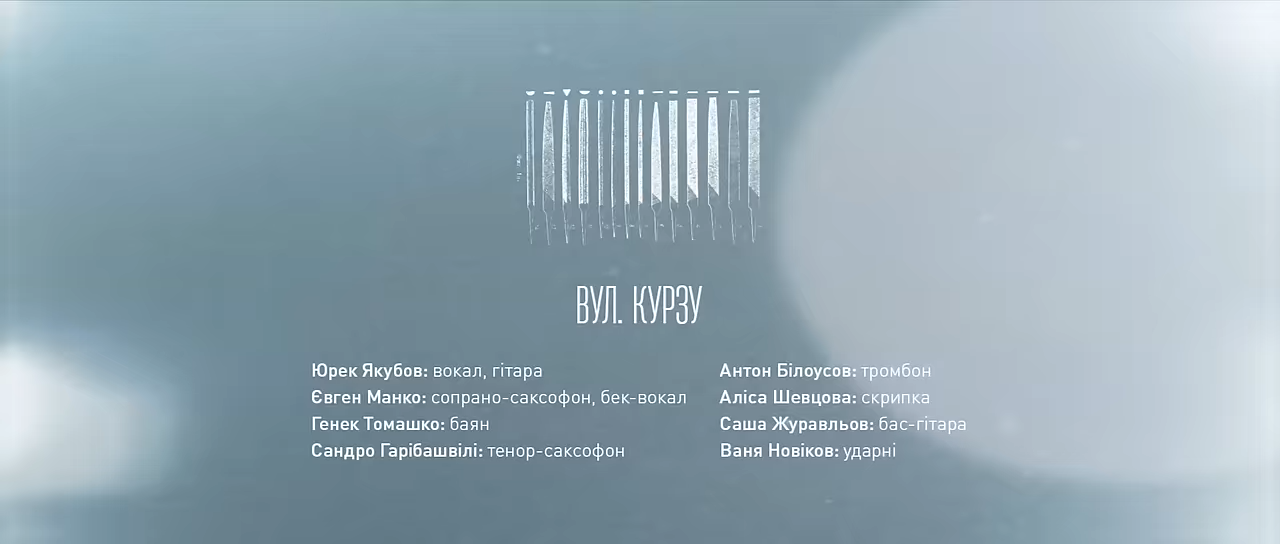 ВУЛ. КУРЗУ
Юрек Якубов: вокал, гітара
Євген Манко: сопрано-саксофон, бек-вокал
Генек Томашко: баян
Сандро Гарібашвілі: тенор-саксофон
Антон Білоусов: тромбон
Аліса Шевцова: скрипка
Саша Журавльов: бас-гітара
Ваня Новіков: ударні